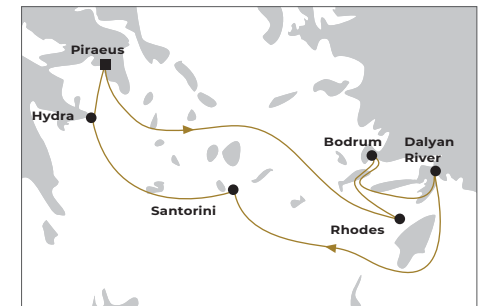 Piraeus
Hydra
Bodrum
Dalyan
River
Santorini
Rhodes